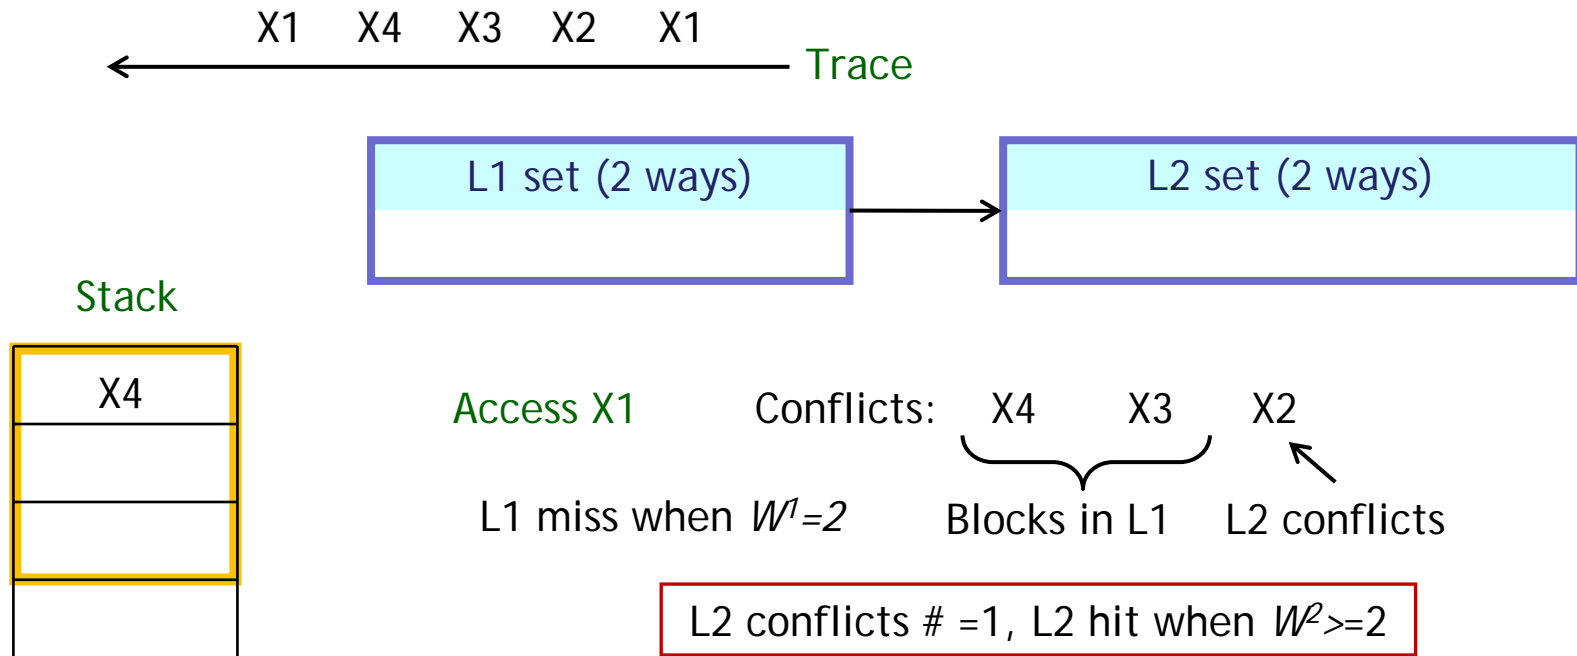 X1 X4 X3 X2 X1
Trace
L1 set (2 ways)
L2 set (2 ways)
Stack
X4
Access X1
Conflicts: X4 X3 X2
L1 miss when W¹=2
Blocks in L1
L2 conflicts
L2 conflicts # =1, L2 hit when W²>=2